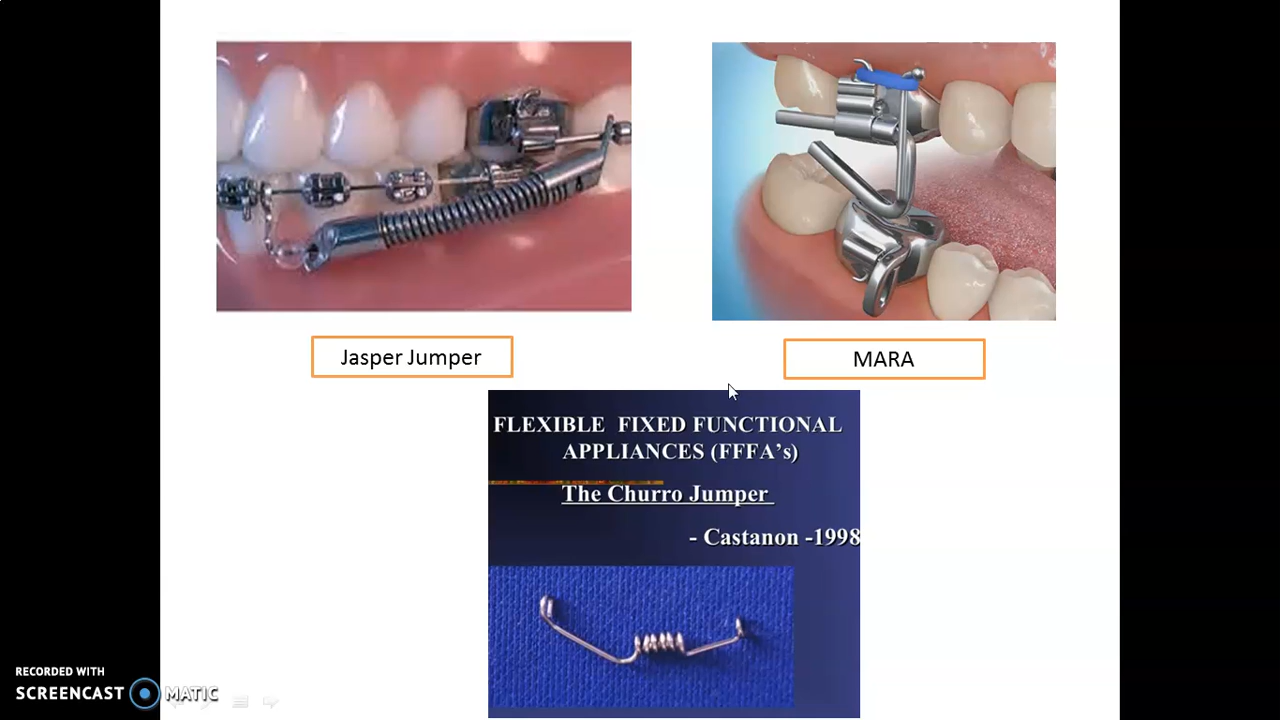 Jasper Jumper
MARA
FLEXIBLE FIXED FUNCTIONAL
APPLIANCES (FFFA’s)
The Churro Jumper
- Castanon -1998
RECORDED WITH
SCREENCAST MATIC